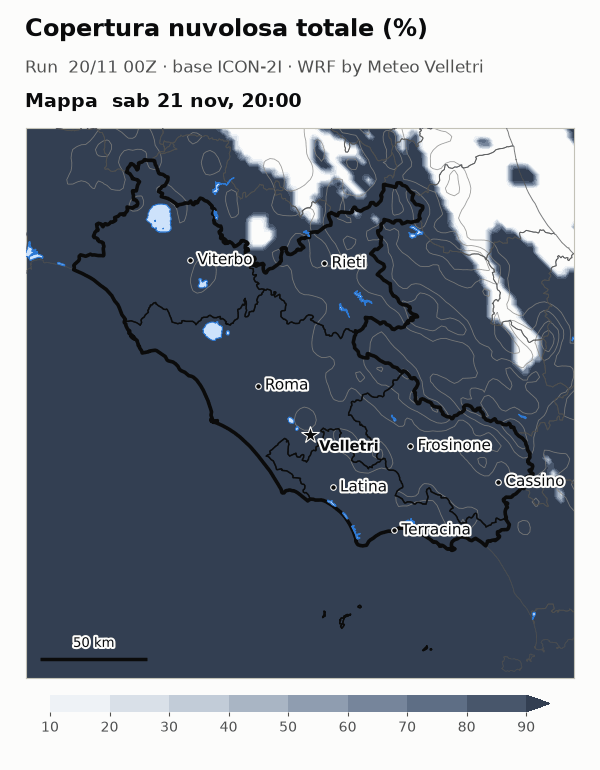 Copertura nuvolosa totale (%)
Run  20/11 00Z · base ICON-2I · WRF by Meteo Velletri
Mappa  sab 21 nov, 20:00
Viterbo
Rieti
Roma
Velletri
Frosinone
Cassino
Latina
Terracina
50 km
10 20 30 40 50 60 70 80 90